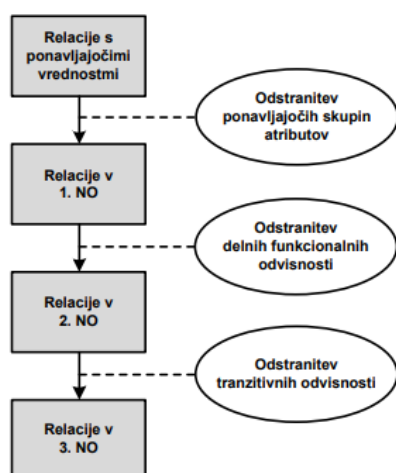 Relacije s
ponavljajočimi
vrednostmi
Odstranitev
ponavljajočih skupin
atributov
Relacije v
1. NO
Odstranitev
delnih funkcionalnih
odvisnosti
Relacije v
2. NO
Odstranitev
tranzitivnih odvisnosti
Relacije v
3. NO